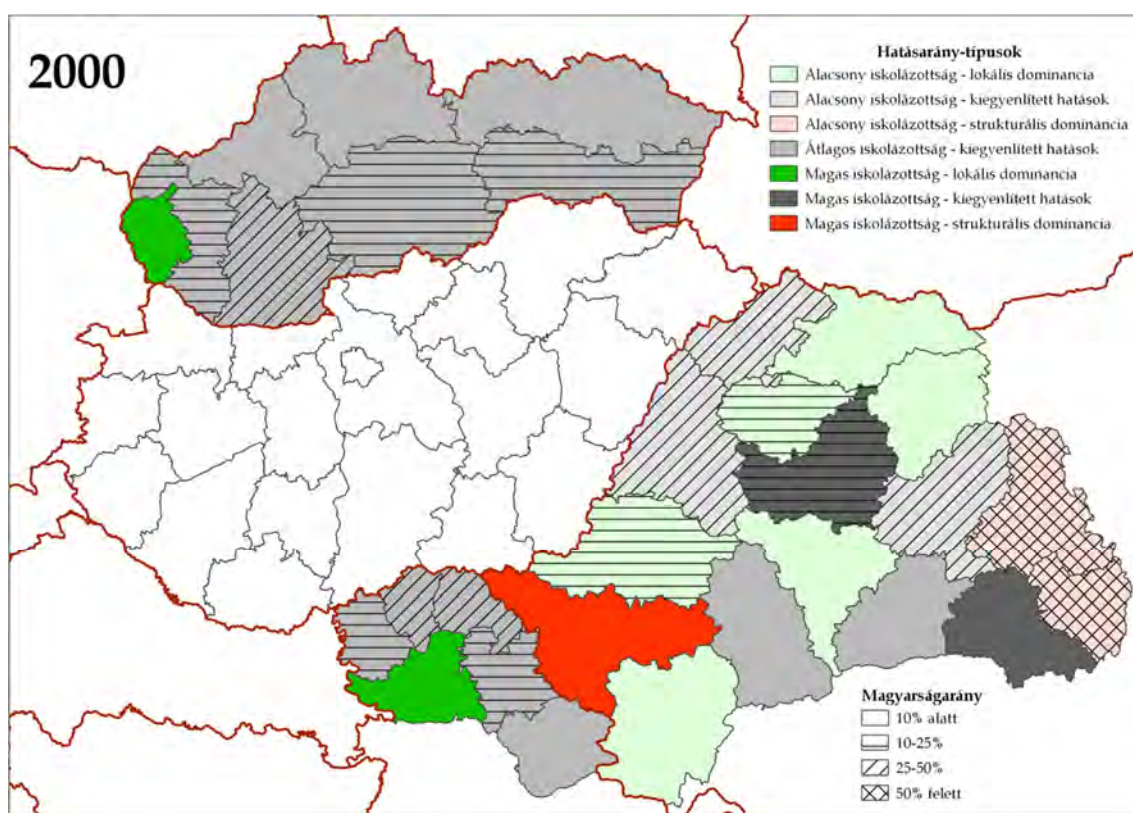 2000
Hatásarány-típusok
Alacsony iskolázottság - lokális dominancia
Alacsony iskolázottság - kiegyenlített hatások
Alacsony iskolázottság - strukturális dominancia
Átlagos iskolázottság - kiegyenlített hatások
Magas iskolázottság - lokális dominancia
Magas iskolázottság - kiegyenlített hatások
Magas iskolázottság - strukturális dominancia
Magyarságarány
10% alatt
10-25%
25-50%
50% felett